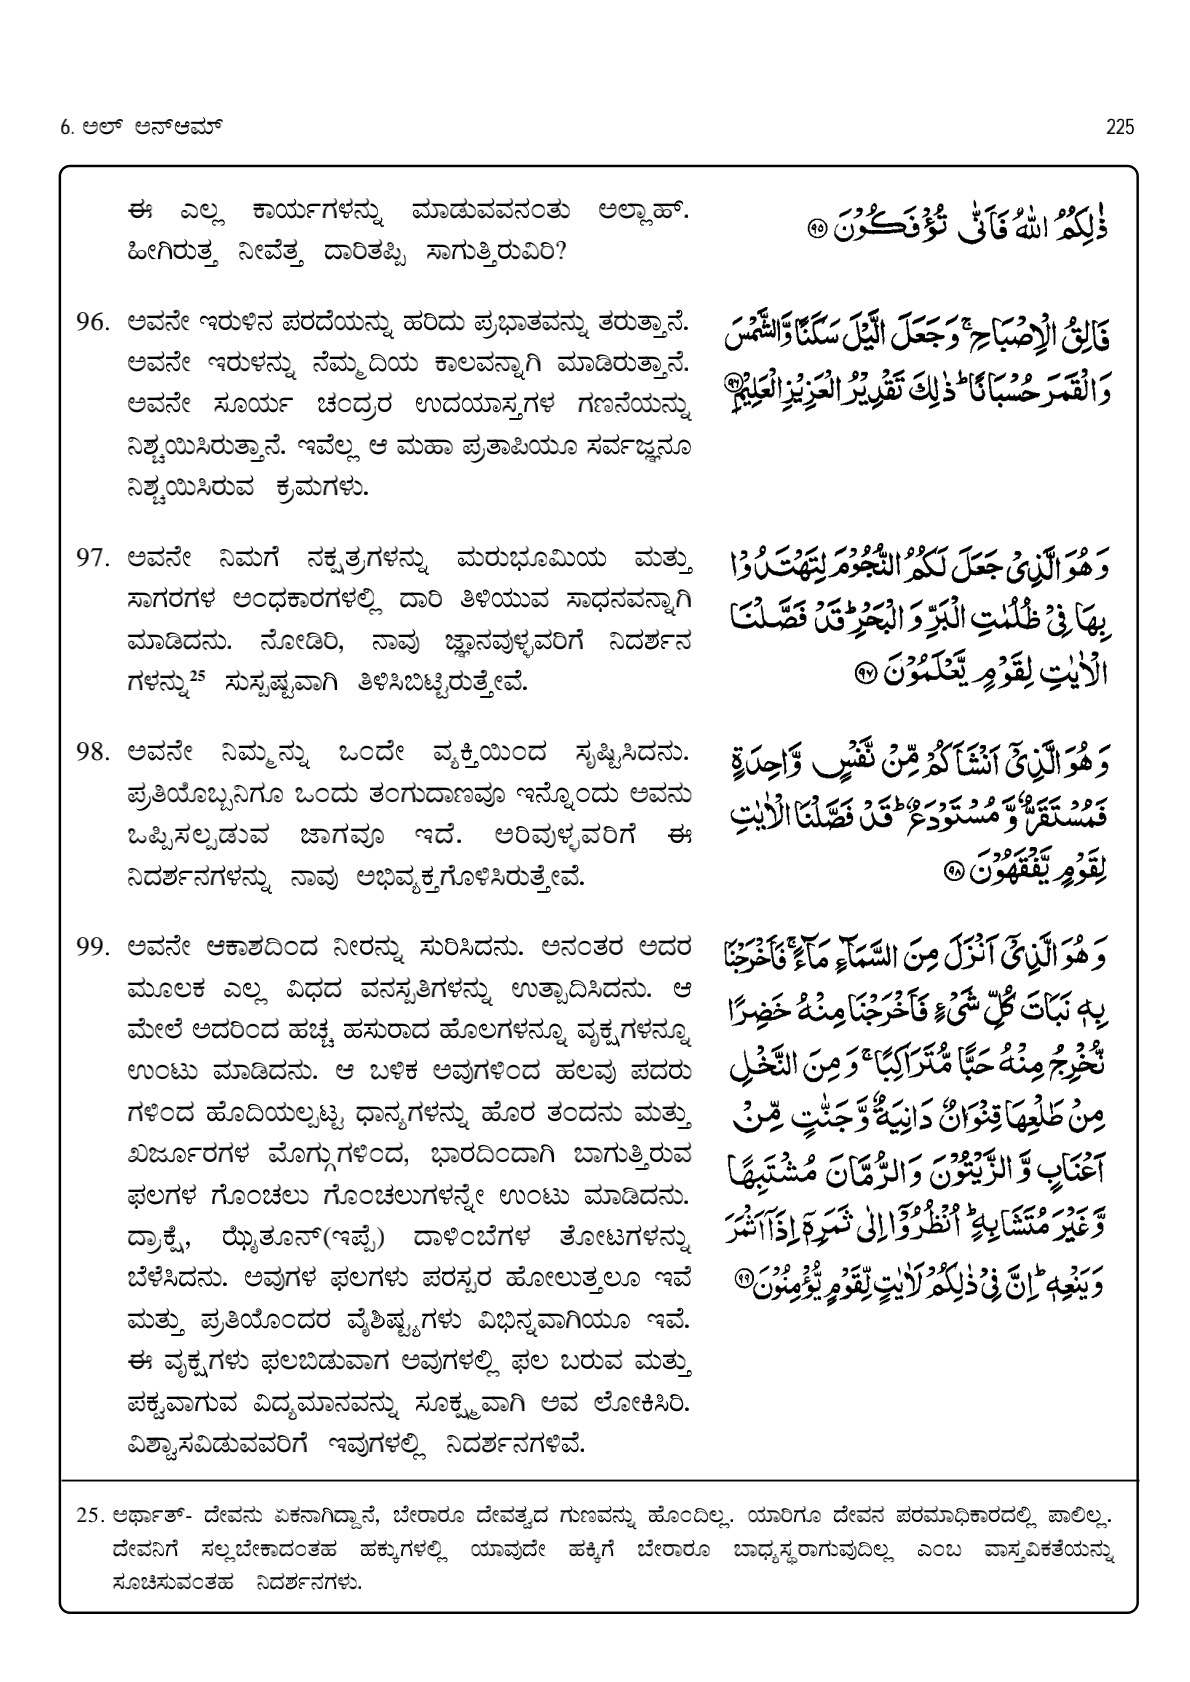 6. ಅಲ್ ಅನ್‌ಆಮ್
225
ಈ ಎಲ್ಲ ಕಾರ್ಯಗಳನ್ನು ಮಾಡುವವನಂತು ಅಲ್ಲಾಹ್.
ಹೀಗಿರುತ್ತ ನೀವೆತ್ತ ದಾರಿತಪ್ಪಿ ಸಾಗುತ್ತಿರುವಿರಿ?
ذٰلِكُمُ اللّٰهُ فَاَنّٰى تُؤْفَكُوْنَ ۝۹۵
96. ಅವನೇ ಇರುಳಿನ ಪರದೆಯನ್ನು ಹರಿದು ಪ್ರಭಾತವನ್ನು ತರುತ್ತಾನೆ.
ಅವನೇ ಇರುಳನ್ನು ನೆಮ್ಮದಿಯ ಕಾಲವನ್ನಾಗಿ ಮಾಡಿರುತ್ತಾನೆ.
ಅವನೇ ಸೂರ್ಯ ಚಂದ್ರರ ಉದಯಾಸ್ತಗಳ ಗಣನೆಯನ್ನು
ನಿಶ್ಚಯಿಸಿರುತ್ತಾನೆ. ಇವೆಲ್ಲ ಆ ಮಹಾ ಪ್ರತಾಪಿಯೂ ಸರ್ವಜ್ಞನೂ
ನಿಶ್ಚಯಿಸಿರುವ ಕ್ರಮಗಳು.
فَالِقُ الْاِصْبَاحِ ۚ وَجَعَلَ الَّيْلَ سَكَنًا وَّالشَّمْسَ
وَالْقَمَرَ حُسْبَانًا ؕ ذٰلِكَ تَقْدِيْرُ الْعَزِيْزِ الْعَلِيْمِ ۝۹۶
97. ಅವನೇ ನಿಮಗೆ ನಕ್ಷತ್ರಗಳನ್ನು ಮರುಭೂಮಿಯ ಮತ್ತು
ಸಾಗರಗಳ ಅಂಧಕಾರಗಳಲ್ಲಿ ದಾರಿ ತಿಳಿಯುವ ಸಾಧನವನ್ನಾಗಿ
ಮಾಡಿದನು. ನೋಡಿರಿ, ನಾವು ಜ್ಞಾನವುಳ್ಳವರಿಗೆ ನಿದರ್ಶನ
ಗಳನ್ನು25 ಸುಸ್ಪಷ್ಟವಾಗಿ ತಿಳಿಸಿಬಿಟ್ಟಿರುತ್ತೇವೆ.
وَهُوَ الَّذِىْ جَعَلَ لَكُمُ النُّجُوْمَ لِتَهْتَدُوْا
بِهَا فِىْ ظُلُمٰتِ الْبَرِّ وَالْبَحْرِ ؕ قَدْ فَصَّلْنَا
الْاٰيٰتِ لِقَوْمٍ يَّعْلَمُوْنَ ۝۹۷
98. ಅವನೇ ನಿಮ್ಮನ್ನು ಒಂದೇ ವ್ಯಕ್ತಿಯಿಂದ ಸೃಷ್ಟಿಸಿದನು.
ಪ್ರತಿಯೊಬ್ಬನಿಗೂ ಒಂದು ತಂಗುದಾಣವೂ ಇನ್ನೊಂದು ಅವನು
ಒಪ್ಪಿಸಲ್ಪಡುವ ಜಾಗವೂ ಇದೆ. ಅರಿವುಳ್ಳವರಿಗೆ ಈ
ನಿದರ್ಶನಗಳನ್ನು ನಾವು ಅಭಿವ್ಯಕ್ತಗೊಳಿಸಿರುತ್ತೇವೆ.
وَهُوَ الَّذِىْۤ اَنْشَاَكُمْ مِّنْ نَّفْسٍ وَّاحِدَةٍ
فَمُسْتَقَرٌّ وَّمُسْتَوْدَعٌ ؕ قَدْ فَصَّلْنَا الْاٰيٰتِ
لِقَوْمٍ يَّفْقَهُوْنَ ۝۹۸
99. ಅವನೇ ಆಕಾಶದಿಂದ ನೀರನ್ನು ಸುರಿಸಿದನು. ಅನಂತರ ಅದರ
ಮೂಲಕ ಎಲ್ಲ ವಿಧದ ವನಸ್ಪತಿಗಳನ್ನು ಉತ್ಪಾದಿಸಿದನು. ಆ
ಮೇಲೆ ಅದರಿಂದ ಹಚ್ಚ ಹಸುರಾದ ಹೊಲಗಳನ್ನೂ ವೃಕ್ಷಗಳನ್ನೂ
ಉಂಟು ಮಾಡಿದನು. ಆ ಬಳಿಕ ಅವುಗಳಿಂದ ಹಲವು ಪದರು
ಗಳಿಂದ ಹೊದಿಯಲ್ಪಟ್ಟ ಧಾನ್ಯಗಳನ್ನು ಹೊರ ತಂದನು ಮತ್ತು
ಖರ್ಜೂರಗಳ ಮೊಗ್ಗುಗಳಿಂದ, ಭಾರದಿಂದಾಗಿ ಬಾಗುತ್ತಿರುವ
ಫಲಗಳ ಗೊಂಚಲು ಗೊಂಚಲುಗಳನ್ನೇ ಉಂಟು ಮಾಡಿದನು.
ದ್ರಾಕ್ಷೆ, ಝೈತೂನ್(ಇಪ್ಪೆ) ದಾಳಿಂಬೆಗಳ ತೋಟಗಳನ್ನು
ಬೆಳೆಸಿದನು. ಅವುಗಳ ಫಲಗಳು ಪರಸ್ಪರ ಹೋಲುತ್ತಲೂ ಇವೆ
ಮತ್ತು ಪ್ರತಿಯೊಂದರ ವೈಶಿಷ್ಟ್ಯಗಳು ವಿಭಿನ್ನವಾಗಿಯೂ ಇವೆ.
ಈ ವೃಕ್ಷಗಳು ಫಲಬಿಡುವಾಗ ಅವುಗಳಲ್ಲಿ ಫಲ ಬರುವ ಮತ್ತು
ಪಕ್ವವಾಗುವ ವಿದ್ಯಮಾನವನ್ನು ಸೂಕ್ಷ್ಮವಾಗಿ ಅವ ಲೋಕಿಸಿರಿ.
ವಿಶ್ವಾಸವಿಡುವವರಿಗೆ ಇವುಗಳಲ್ಲಿ ನಿದರ್ಶನಗಳಿವೆ.
وَهُوَ الَّذِىْۤ اَنْزَلَ مِنَ السَّمَآءِ مَآءً ۚ فَاَخْرَجْنَا
بِهٖ نَبَاتَ كُلِّ شَىْءٍ فَاَخْرَجْنَا مِنْهُ خَضِرًا
نُّخْرِجُ مِنْهُ حَبًّا مُّتَرَاكِبًا ۚ وَمِنَ النَّخْلِ
مِنْ طَلْعِهَا قِنْوَانٌ دَانِيَةٌ وَّجَنّٰتٍ مِّنْ
اَعْنَابٍ وَّالزَّيْتُوْنَ وَالرُّمَّانَ مُشْتَبِهًا
وَّغَيْرَ مُتَشَابِهٍ ؕ اُنْظُرُوْۤا اِلٰى ثَمَرِهٖۤ اِذَاۤ اَثْمَرَ
وَيَنْعِهٖ ؕ اِنَّ فِىْ ذٰلِكُمْ لَاٰيٰتٍ لِّقَوْمٍ يُّؤْمِنُوْنَ ۝۹۹
25. ಅರ್ಥಾತ್- ದೇವನು ಏಕನಾಗಿದ್ದಾನೆ, ಬೇರಾರೂ ದೇವತ್ವದ ಗುಣವನ್ನು ಹೊಂದಿಲ್ಲ. ಯಾರಿಗೂ ದೇವನ ಪರಮಾಧಿಕಾರದಲ್ಲಿ ಪಾಲಿಲ್ಲ.
ದೇವನಿಗೆ ಸಲ್ಲಬೇಕಾದಂತಹ ಹಕ್ಕುಗಳಲ್ಲಿ ಯಾವುದೇ ಹಕ್ಕಿಗೆ ಬೇರಾರೂ ಬಾಧ್ಯಸ್ಥರಾಗುವುದಿಲ್ಲ ಎಂಬ ವಾಸ್ತವಿಕತೆಯನ್ನು
ಸೂಚಿಸುವಂತಹ ನಿದರ್ಶನಗಳು.